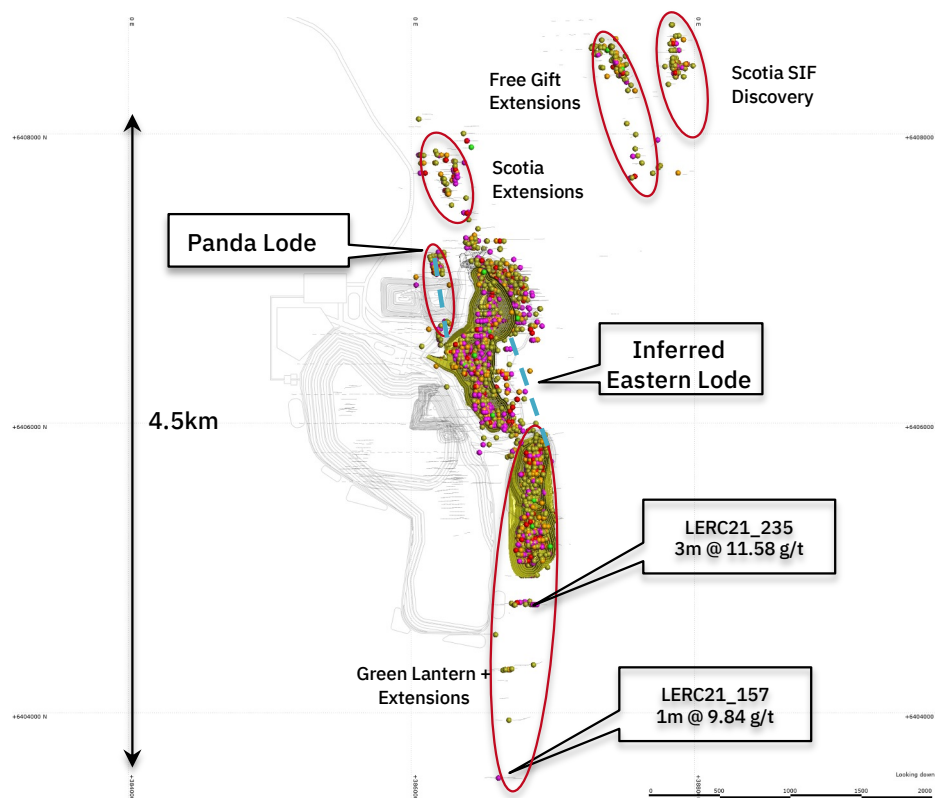 0 E
0 E
Free Gift
Extensions
Scotia SIF
Discovery
+6408000 N
+6408000
Scotia
Extensions
Panda Lode
Inferred
Eastern Lode
4.5km
+6406000 N
+6406000
LERC21_235
3m @ 11.58 g/t
Green Lantern +
Extensions
LERC21_157
1m @ 9.84 g/t
+6404000 N
Looking down
0
500
1000
1500
2000